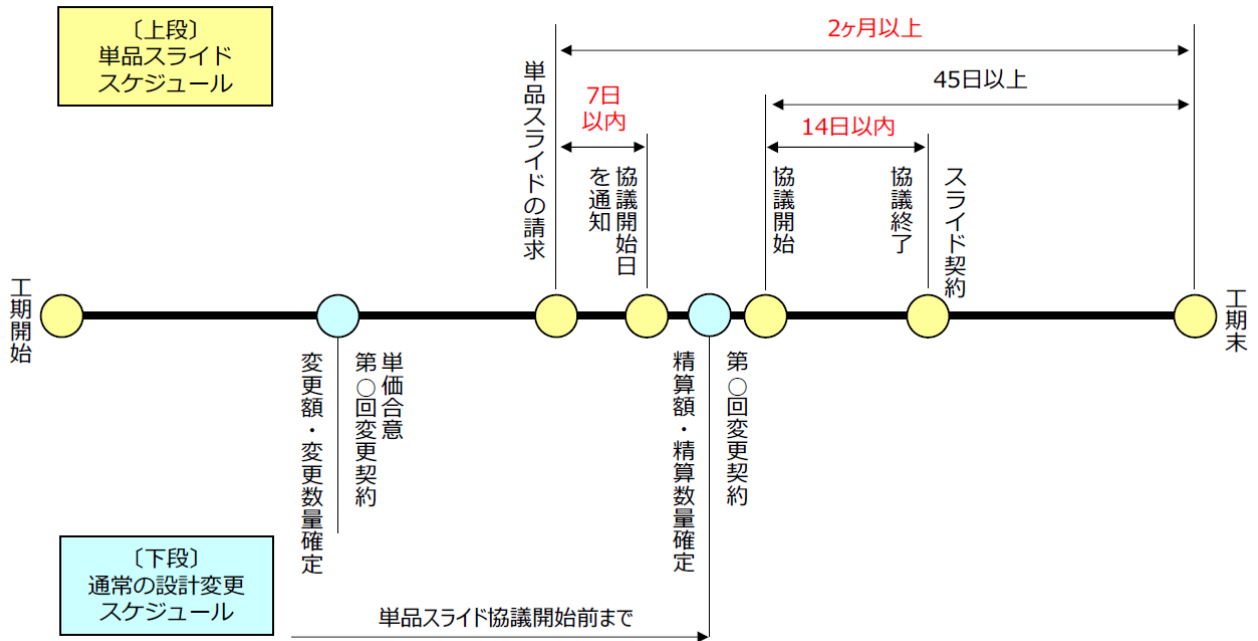 〔上段〕
単品スライド
スケジュール
2ヶ月以上
45日以上
7日
以内
14日以内
単品スライドの請求
協議開始日
を通知
協議開始
協議終了
スライド契約
工期開始
工期末
単価合意
第○回変更契約
変更額・変更数量確定
第○回変更契約
精算額・精算数量確定
〔下段〕
通常の設計変更
スケジュール
単品スライド協議開始前まで